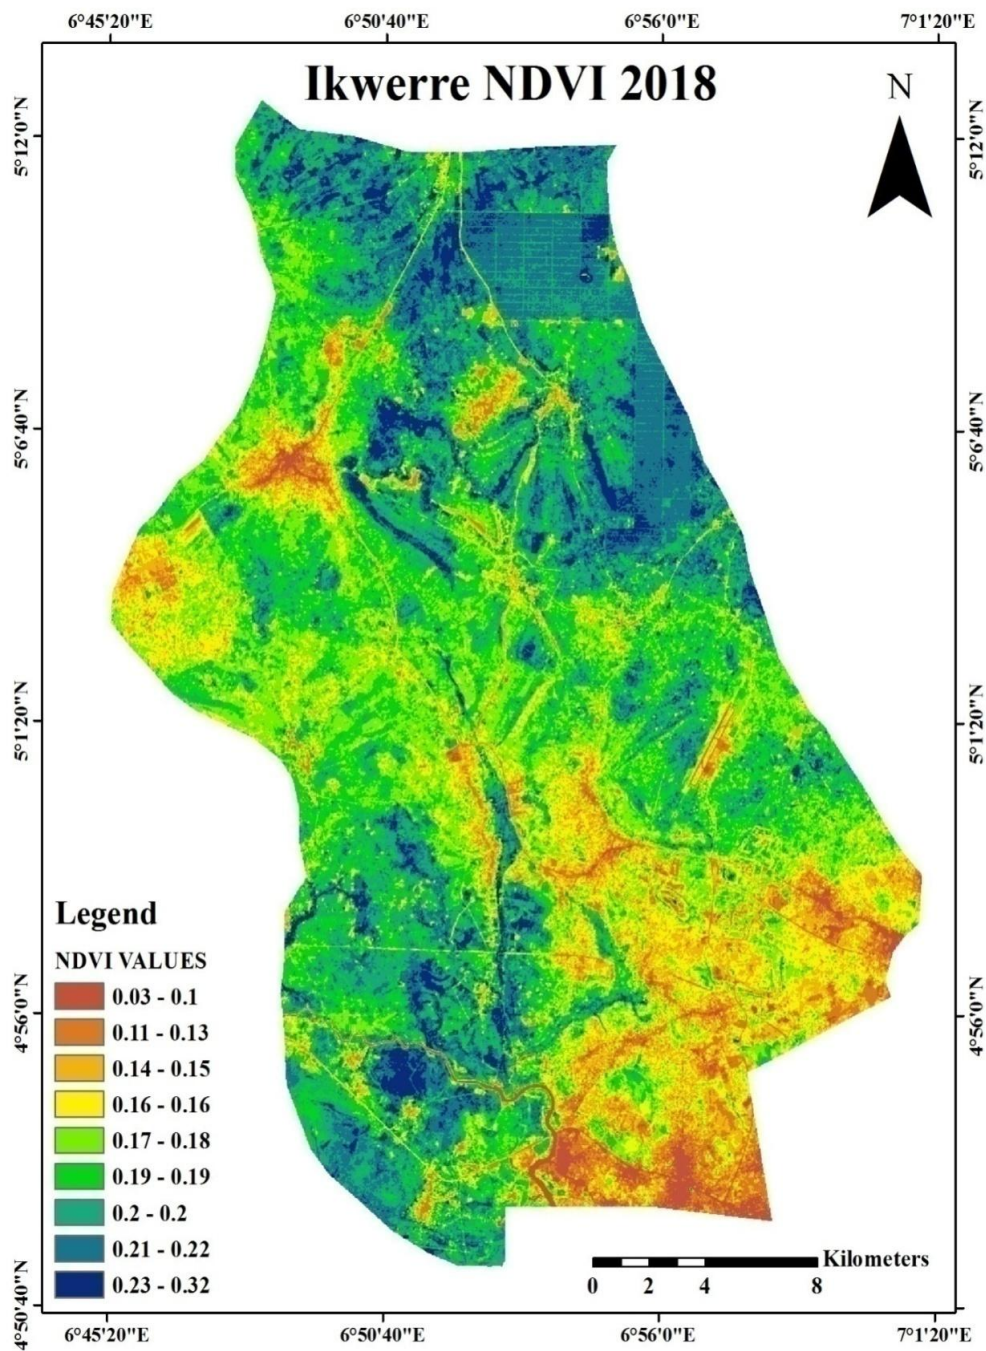 6°45'20"E 6°50'40"E 6°56'0"E 7°1'20"E
Ikwerre NDVI 2018
N
5°12'0"N 5°12'0"N
5°6'40"N 5°6'40"N
5°1'20"N 5°1'20"N
4°56'0"N 4°56'0"N
4°50'40"N
Legend
NDVI VALUES
0.03 - 0.1
0.11 - 0.13
0.14 - 0.15
0.16 - 0.16
0.17 - 0.18
0.19 - 0.19
0.2 - 0.2
0.21 - 0.22
0.23 - 0.32
Kilometers
0 2 4 8
6°45'20"E 6°50'40"E 6°56'0"E 7°1'20"E